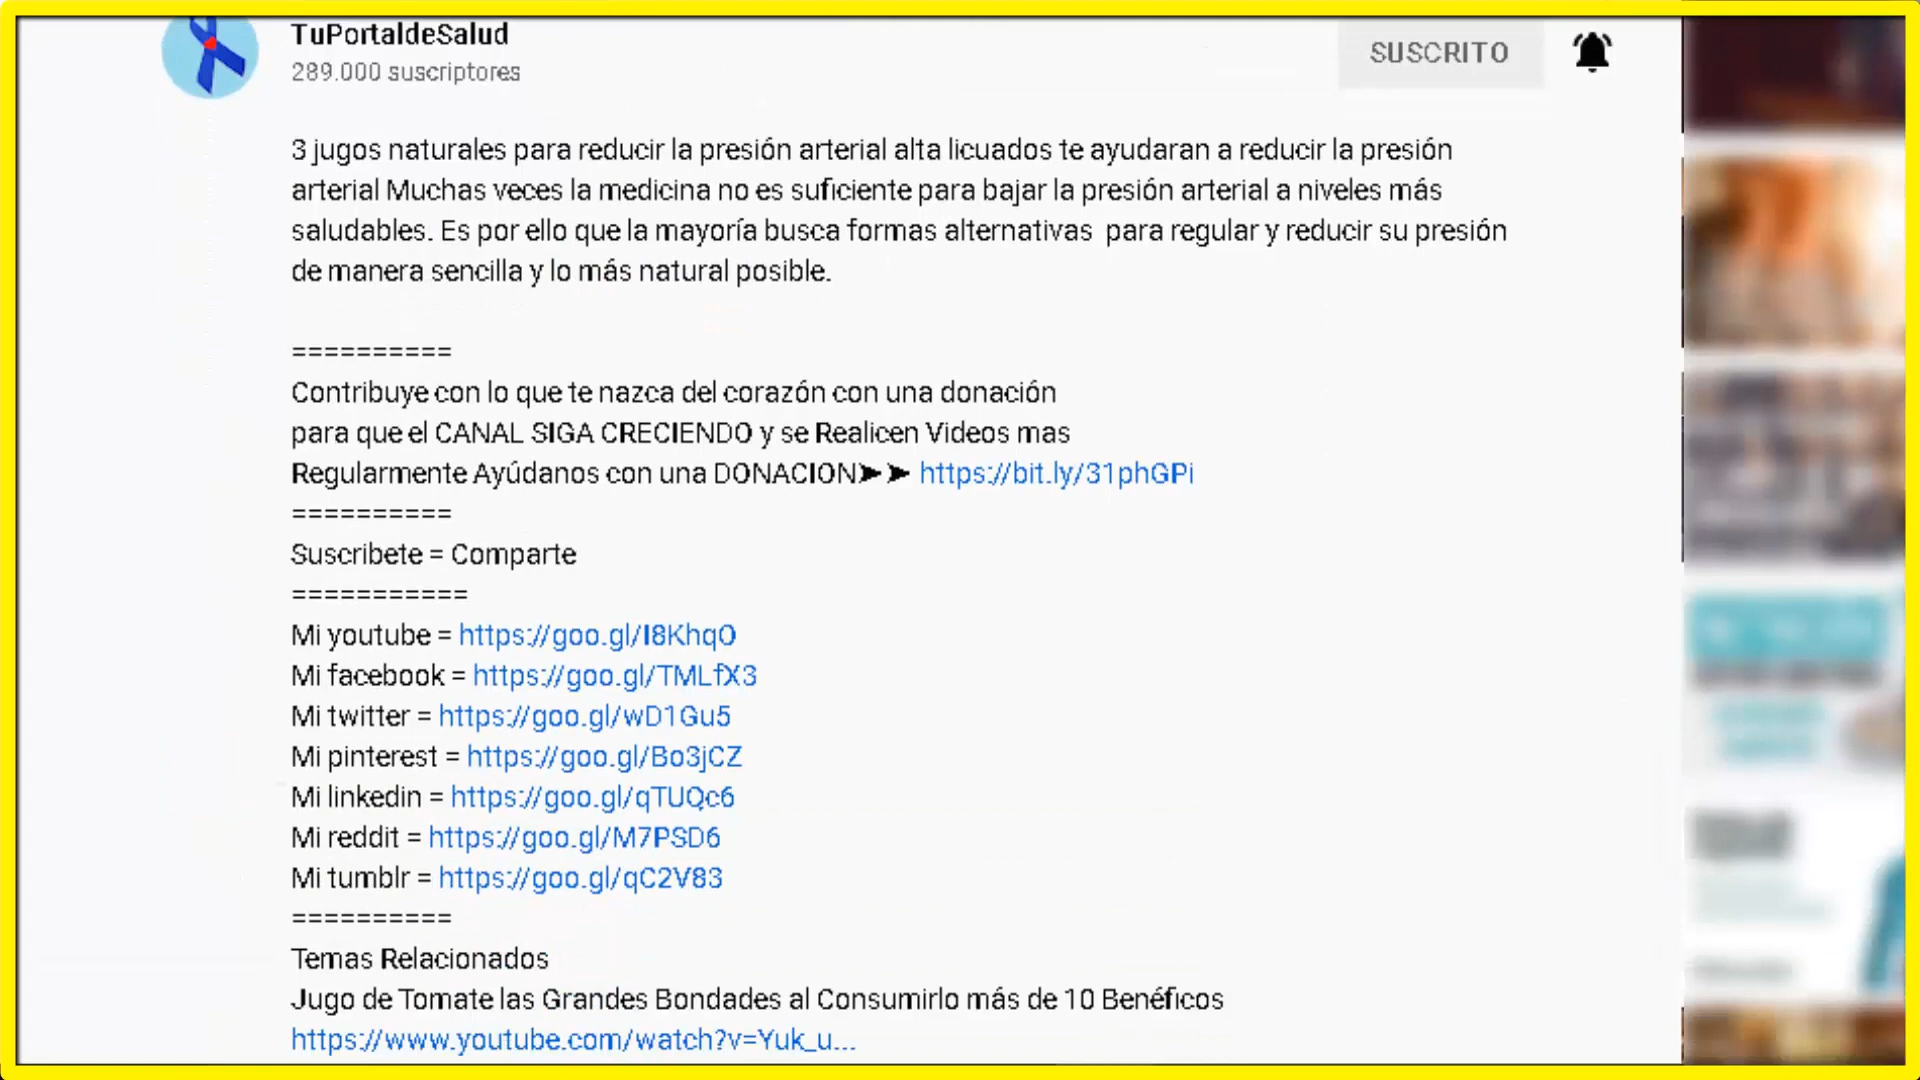 TuPortaldeSalud
289.000 suscriptores
SUSCRITO
3 jugos naturales para reducir la presión arterial alta licuados te ayudaran a reducir la presión
arterial Muchas veces la medicina no es suficiente para bajar la presión arterial a niveles más
saludables. Es por ello que la mayoría busca formas alternativas  para regular y reducir su presión
de manera sencilla y lo más natural posible.
==========
Contribuye con lo que te nazca del corazón con una donación
para que el CANAL SIGA CRECIENDO y se Realicen Videos mas
Regularmente Ayúdanos con una DONACION➤➤ https://bit.ly/31phGPi
==========
Suscribete = Comparte
===========
Mi youtube = https://goo.gl/I8KhqO
Mi facebook = https://goo.gl/TMLfX3
Mi twitter = https://goo.gl/wD1Gu5
Mi pinterest = https://goo.gl/Bo3jCZ
Mi linkedin = https://goo.gl/qTUQc6
Mi reddit = https://goo.gl/M7PSD6
Mi tumblr = https://goo.gl/qC2V83
==========
Temas Relacionados
Jugo de Tomate las Grandes Bondades al Consumirlo más de 10 Benéficos
https://www.youtube.com/watch?v=Yuk_u...